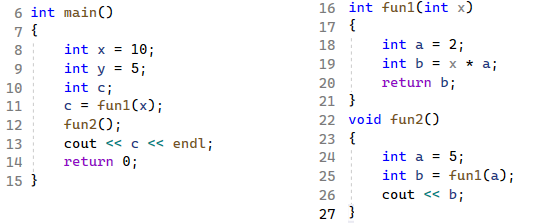 6 int main()
7 {
8     int x = 10;
9     int y = 5;
10     int c;
11     c = fun1(x);
12     fun2();
13     cout << c << endl;
14     return 0;
15 }
16 int fun1(int x)
17 {
18     int a = 2;
19     int b = x * a;
20     return b;
21 }
22 void fun2()
23 {
24     int a = 5;
25     int b = fun1(a);
26     cout << b;
27 }